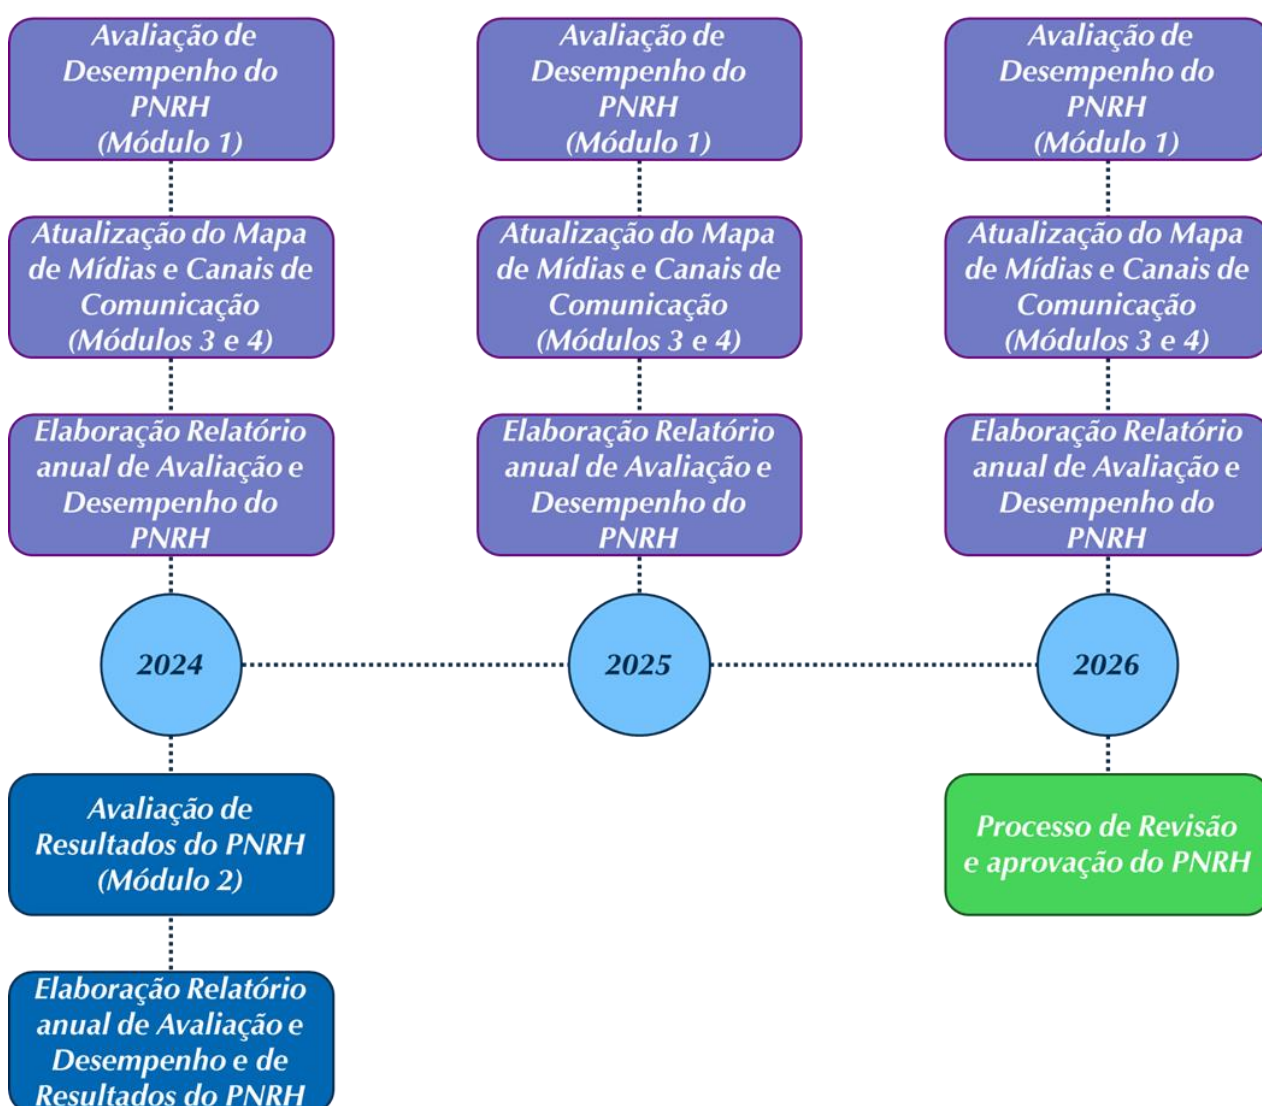 Avaliação de
Desempenho do
PNRH
(Módulo 1)
Atualização do Mapa
de Mídias e Canais de
Comunicação
(Módulos 3 e 4)
Elaboração Relatório
anual de Avaliação e
Desempenho do
PNRH
Avaliação de
Desempenho do
PNRH
(Módulo 1)
Atualização do Mapa
de Mídias e Canais de
Comunicação
(Módulos 3 e 4)
Elaboração Relatório
anual de Avaliação e
Desempenho do
PNRH
Avaliação de
Desempenho do
PNRH
(Módulo 1)
Atualização do Mapa
de Mídias e Canais de
Comunicação
(Módulos 3 e 4)
Elaboração Relatório
anual de Avaliação e
Desempenho do
PNRH
2024
2025
2026
Avaliação de
Resultados do PNRH
(Módulo 2)
Elaboração Relatório
anual de Avaliação e
Desempenho e de
Resultados do PNRH
Processo de Revisão
e aprovação do PNRH